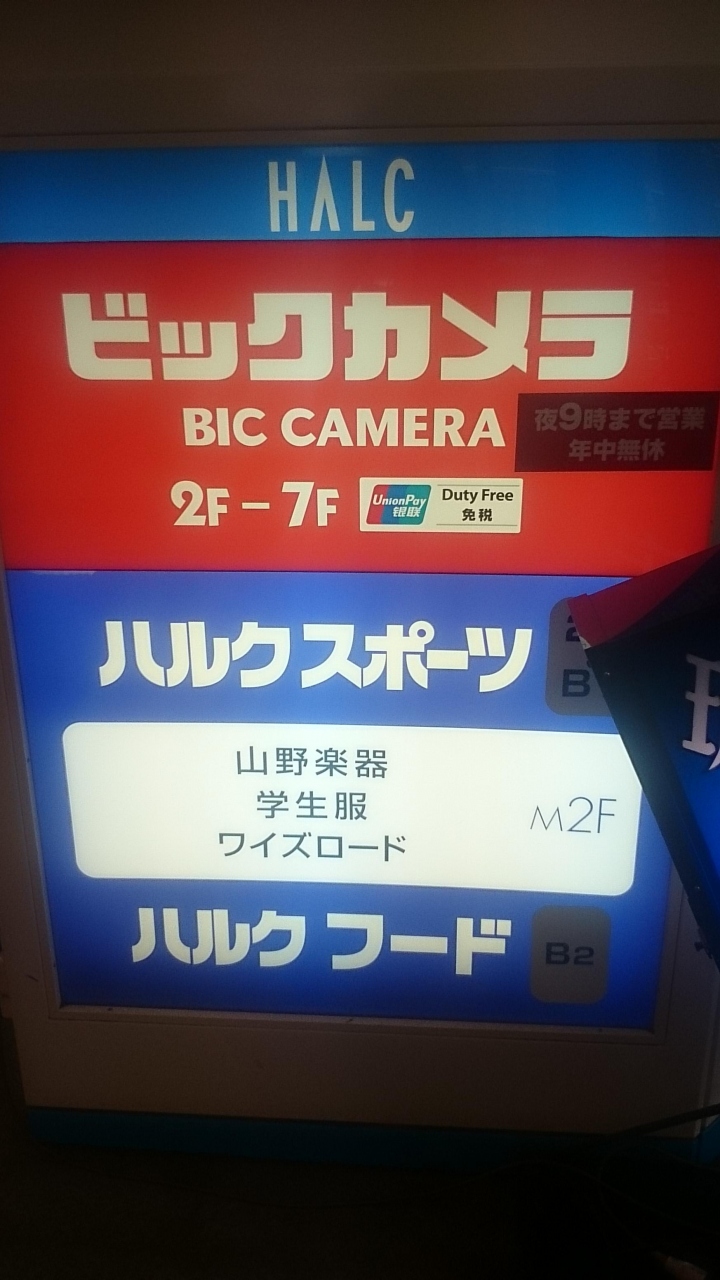 HALC
ビックカメラ
BIC CAMERA
夜9時まで営業
年中無休
2F－7F
UnionPay
银联
Duty Free
免税
ハルクスポーツ
B
山野楽器
学生服
ワイズロード
M2F
ハルク フード
B2